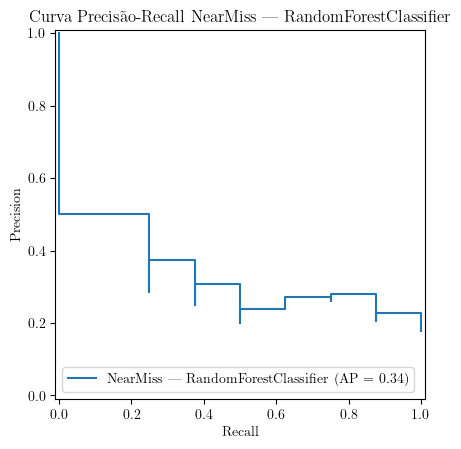 Curva Precisão-Recall NearMiss — RandomForestClassifier
1.0
0.8
0.6
0.4
0.2
0.0
Precision
NearMiss — RandomForestClassifier (AP = 0.34)
0.0 0.2 0.4 0.6 0.8 1.0
Recall